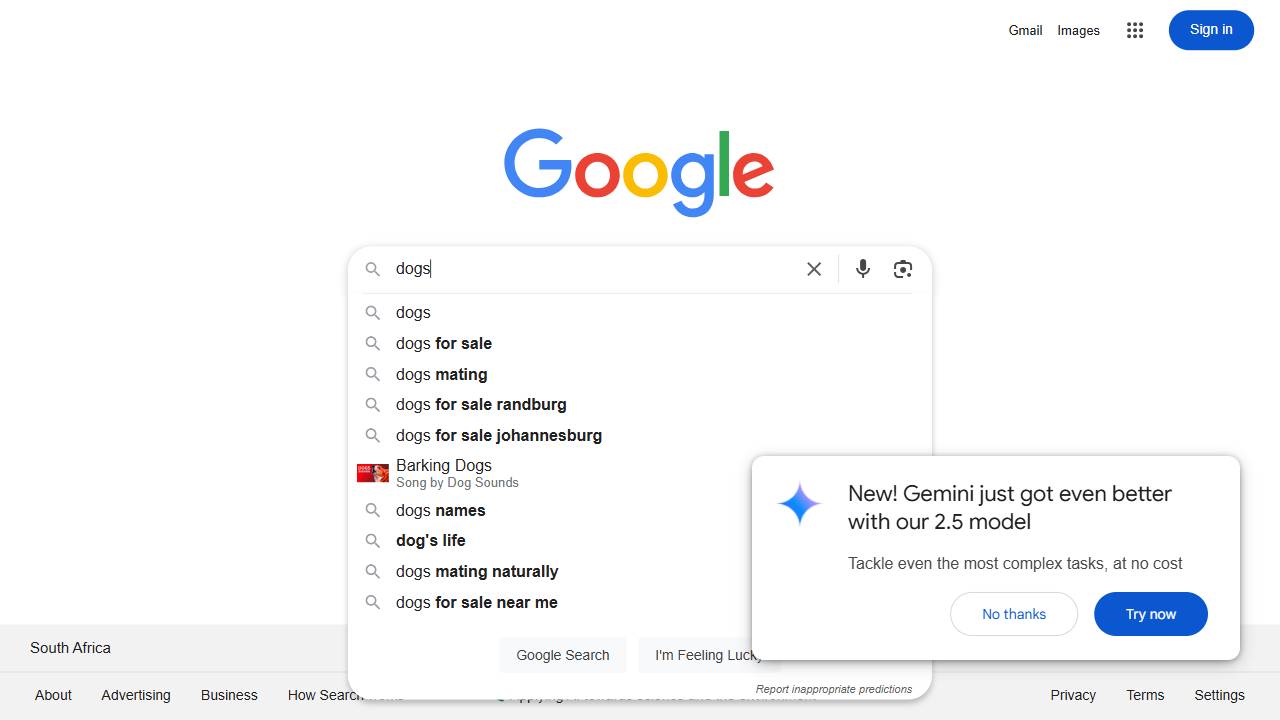 Gmail Images Sign in
Google
dogs
dogs
dogs for sale
dogs mating
dogs for sale randburg
dogs for sale johannesburg
Barking Dogs
Song by Dog Sounds
dogs names
dog's life
dogs mating naturally
dogs for sale near me
Google Search I'm Feeling Lucky
Report inappropriate predictions
New! Gemini just got even better
with our 2.5 model
Tackle even the most complex tasks, at no cost
No thanks Try now
South Africa
About Advertising Business How Search Privacy Terms Settings